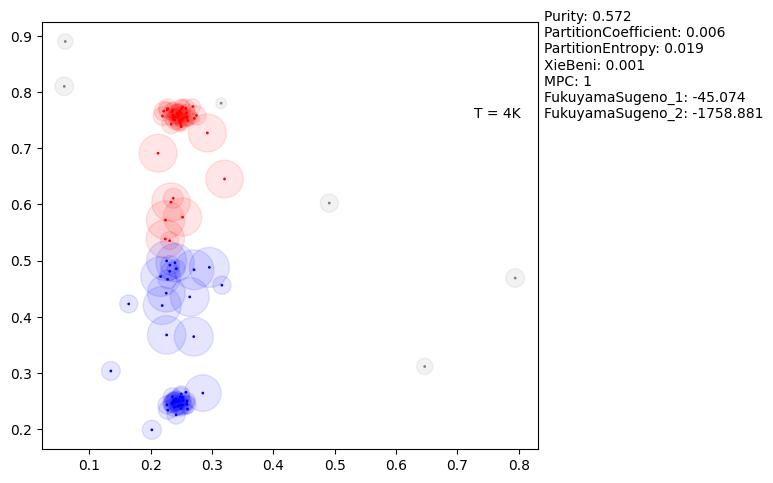 Purity: 0.572
PartitionCoefficient: 0.006
PartitionEntropy: 0.019
XieBeni: 0.001
MPC: 1
FukuyamaSugeno_1: -45.074
FukuyamaSugeno_2: -1758.881
T = 4K
0.9
0.8
0.7
0.6
0.5
0.4
0.3
0.2
0.1 0.2 0.3 0.4 0.5 0.6 0.7 0.8